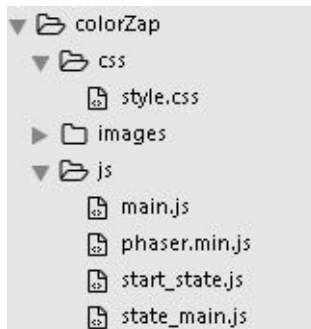 colorZap
css
style.css
images
js
main.js
phaser.min.js
start_state.js
state_main.js